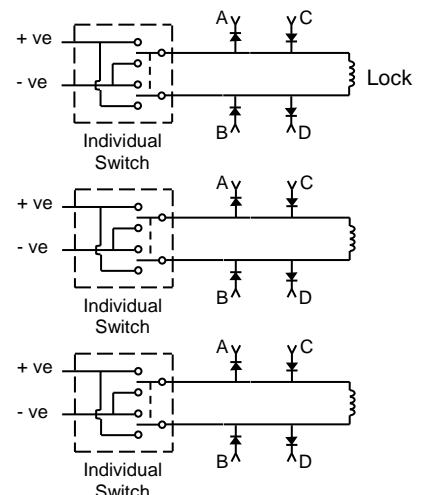 A C
+ ve
- ve
Lock
B D
Individual
Switch
A C
+ ve
- ve
B D
Individual
Switch
A C
+ ve
- ve
B D
Individual
Switch